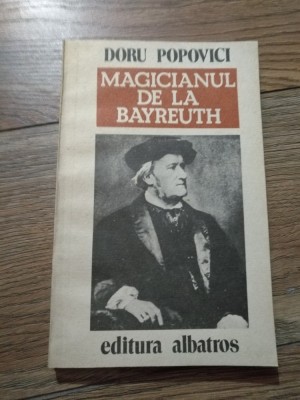 DORU POPOVICI
MAGICIANUL
DE LA
BAYREUTH
editura albatros